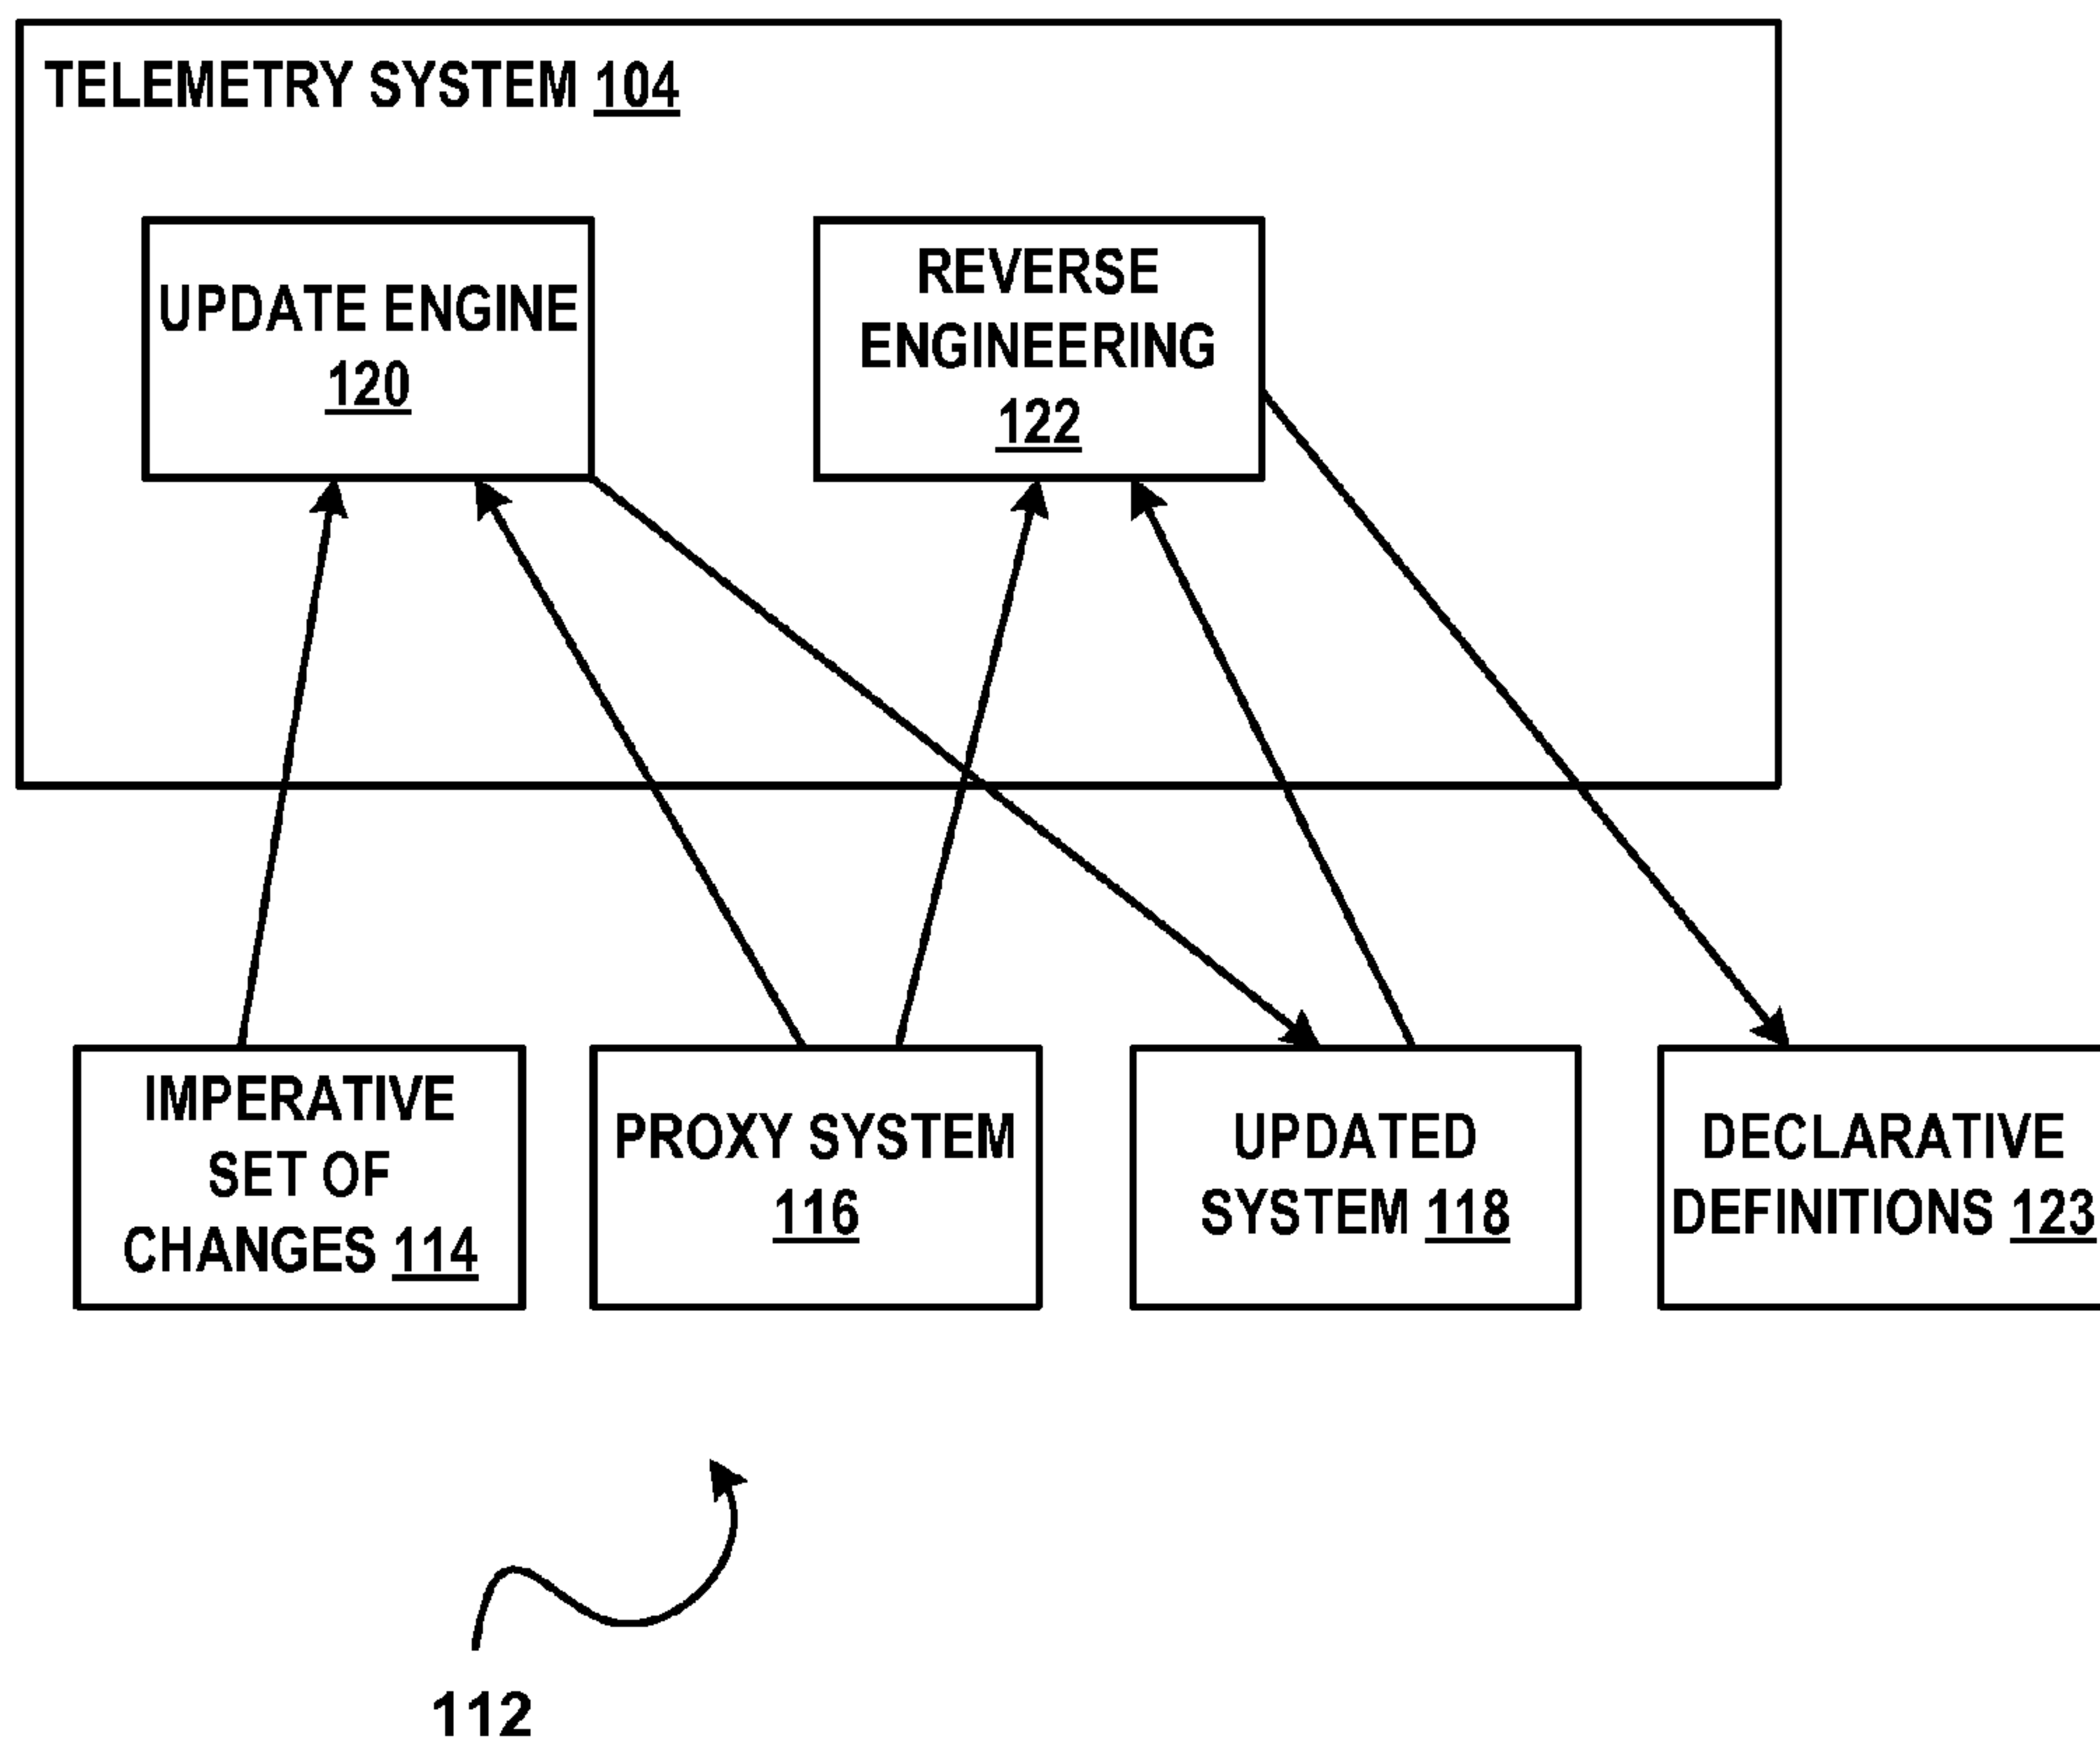 TELEMETRY SYSTEM 104
UPDATE ENGINE
120
REVERSE
ENGINEERING
122
IMPERATIVE
SET OF
CHANGES 114
PROXY SYSTEM
116
UPDATED
SYSTEM 118
DECLARATIVE
DEFINITIONS 123
112